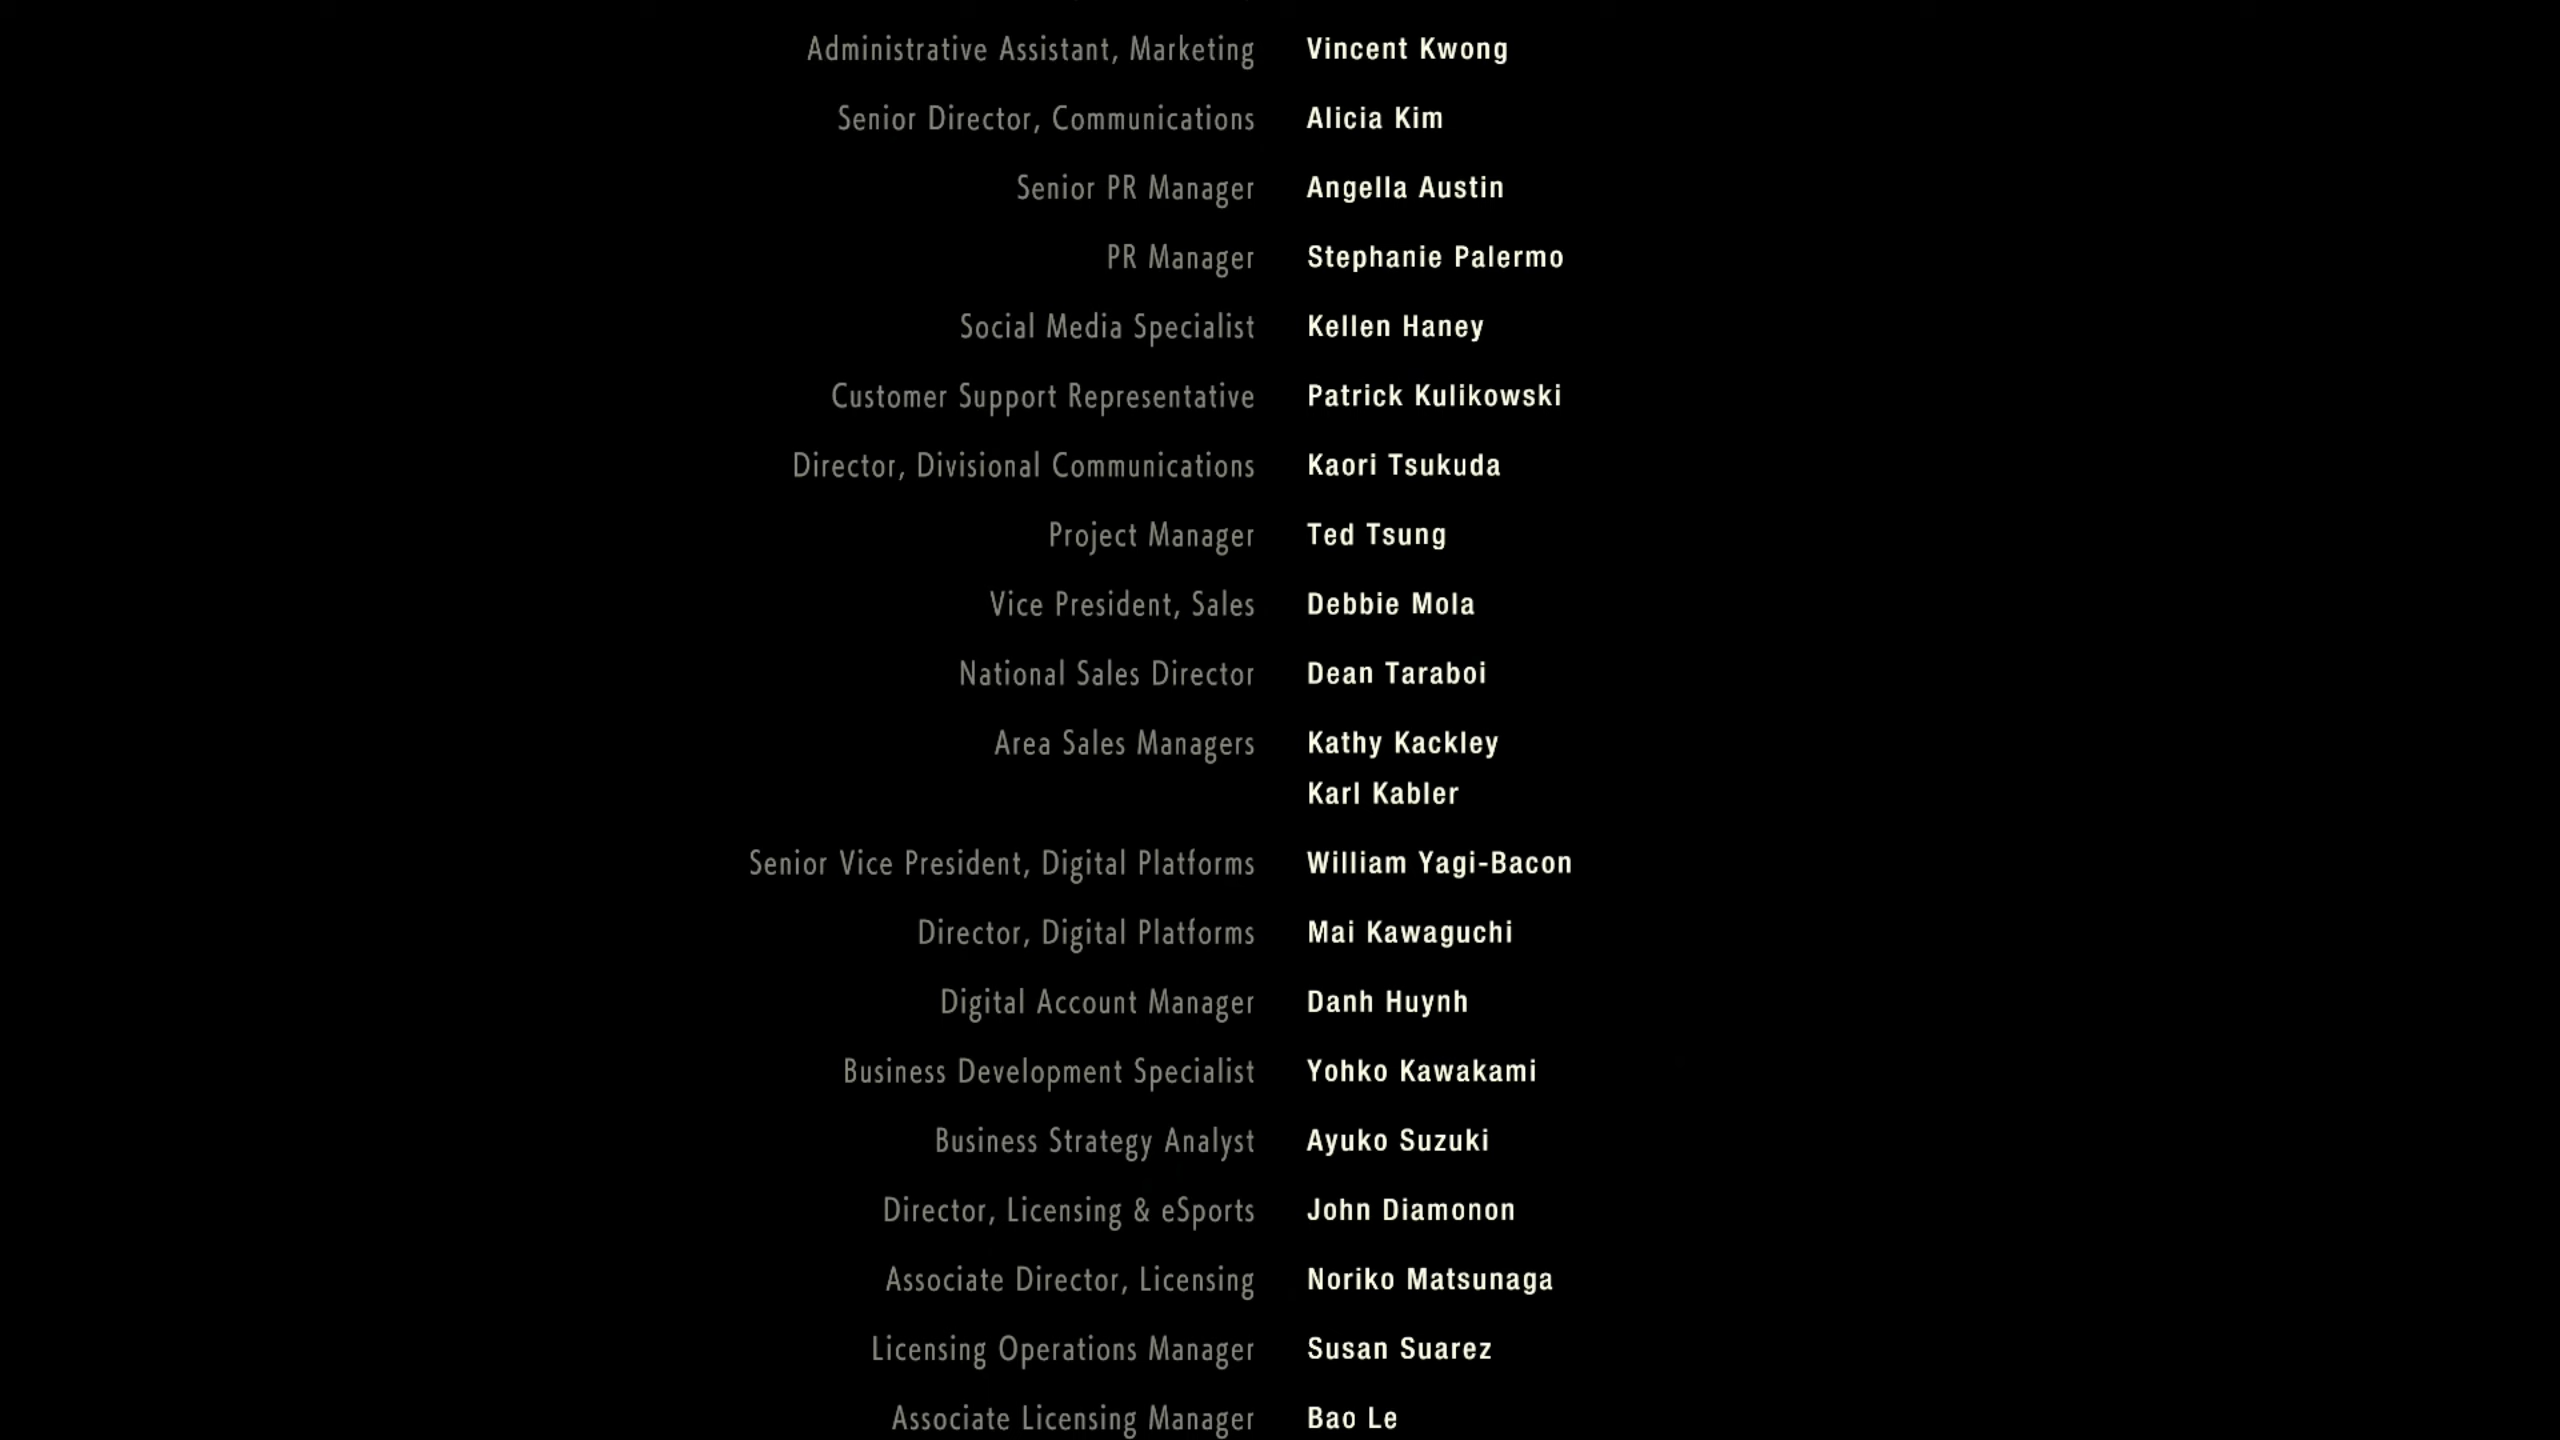 Administrative Assistant, Marketing Vincent Kwong
Senior Director, Communications Alicia Kim
Senior PR Manager Angella Austin
PR Manager Stephanie Palermo
Social Media Specialist Kellen Haney
Customer Support Representative Patrick Kulikowski
Director, Divisional Communications Kaori Tsukuda
Project Manager Ted Tsung
Vice President, Sales Debbie Mola
National Sales Director Dean Taraboi
Area Sales Managers Kathy Kackley
Karl Kabler
Senior Vice President, Digital Platforms William Yagi-Bacon
Director, Digital Platforms Mai Kawaguchi
Digital Account Manager Danh Huynh
Business Development Specialist Yohko Kawakami
Business Strategy Analyst Ayuko Suzuki
Director, Licensing & eSports John Diamonon
Associate Director, Licensing Noriko Matsunaga
Licensing Operations Manager Susan Suarez
Associate Licensing Manager Bao Le